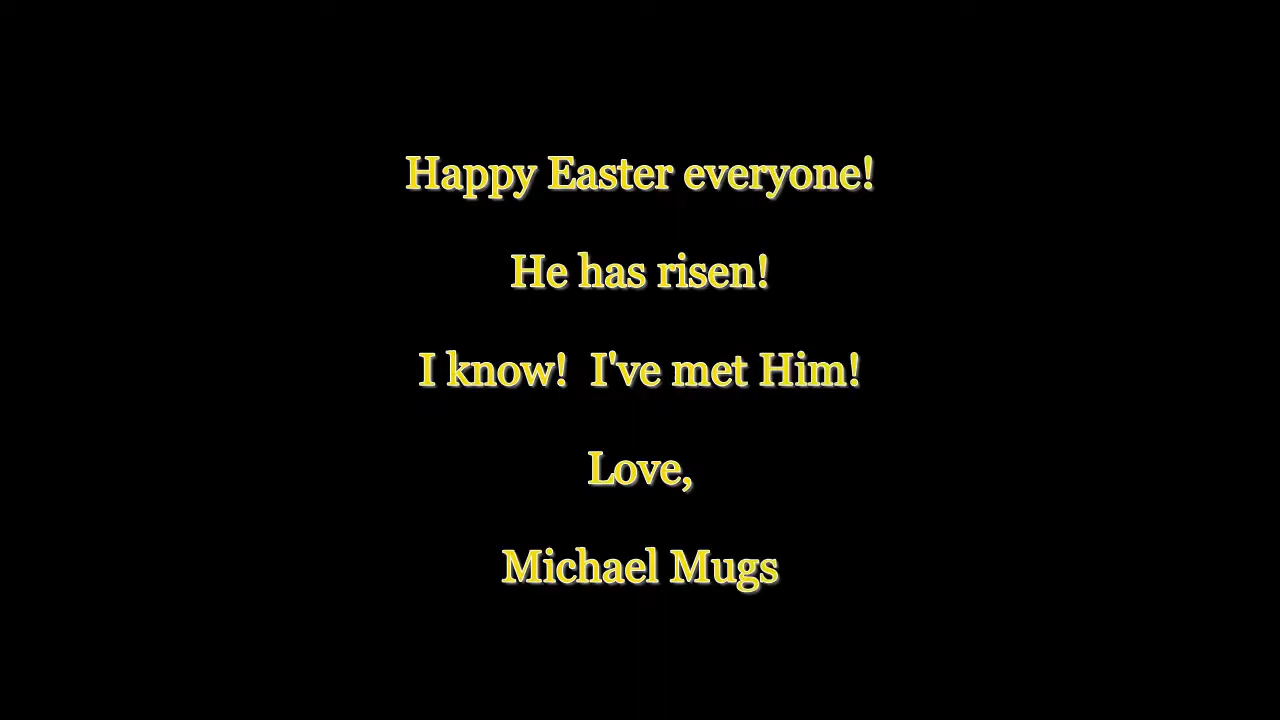 Happy Easter everyone!
He has risen!
I know!  I've met Him!
Love,
Michael Mugs